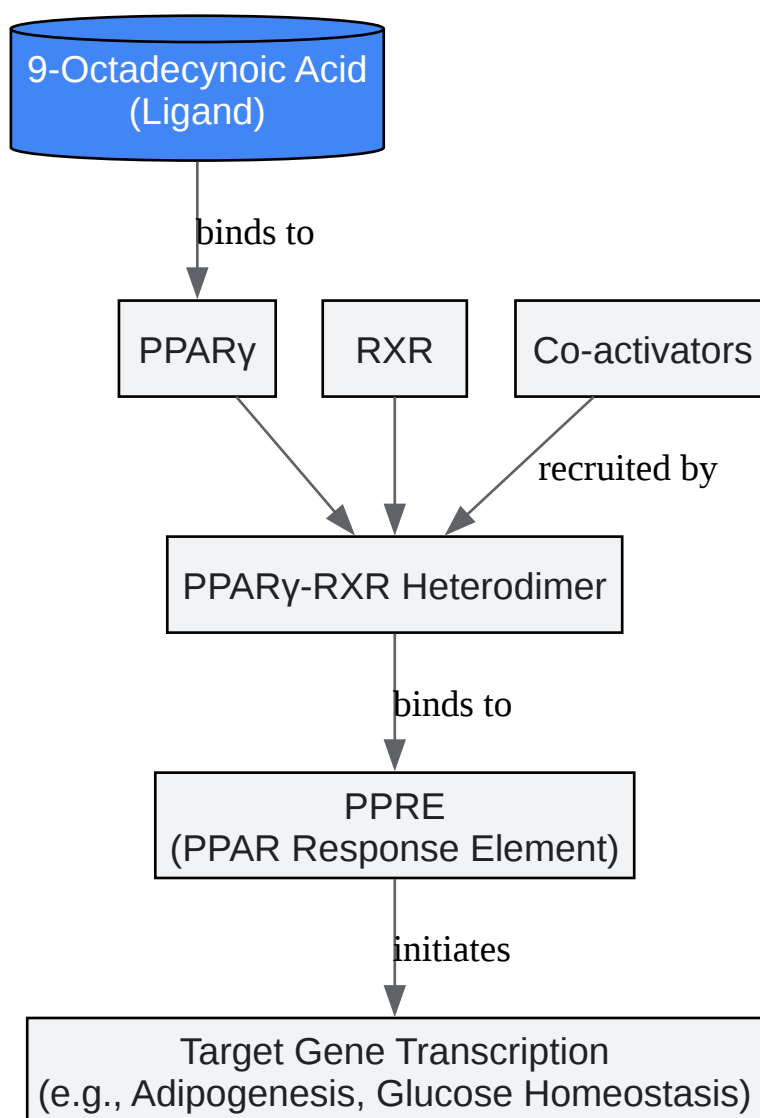 9-Octadecynoic Acid
(Ligand)
binds to
PPARγ
RXR
Co-activators
recruited by
PPARγ-RXR Heterodimer
binds to
PPRE
(PPAR Response Element)
initiates
Target Gene Transcription
(e.g., Adipogenesis, Glucose Homeostasis)